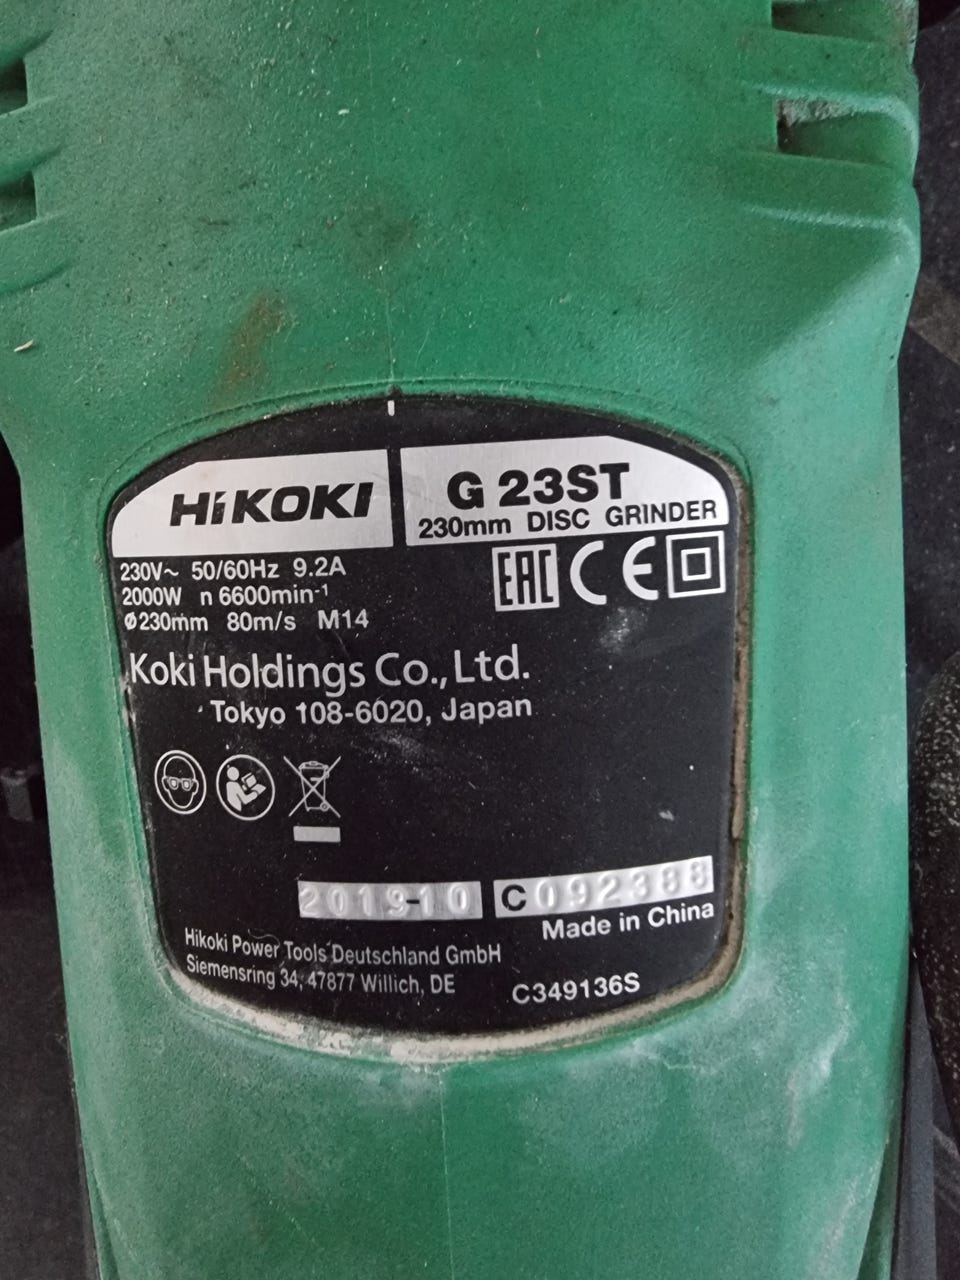 HiKOKI
G 23ST
230mm DISC GRINDER
230V~ 50/60Hz 9.2A
2000W n 6600min⁻¹
Ø230mm 80m/s M14
EAC CE
Koki Holdings Co., Ltd.
Tokyo 108-6020, Japan
2019-10 C092388
Made in China
Hikoki Power Tools Deutschland GmbH
Siemensring 34, 47877 Willich, DE
C349136S